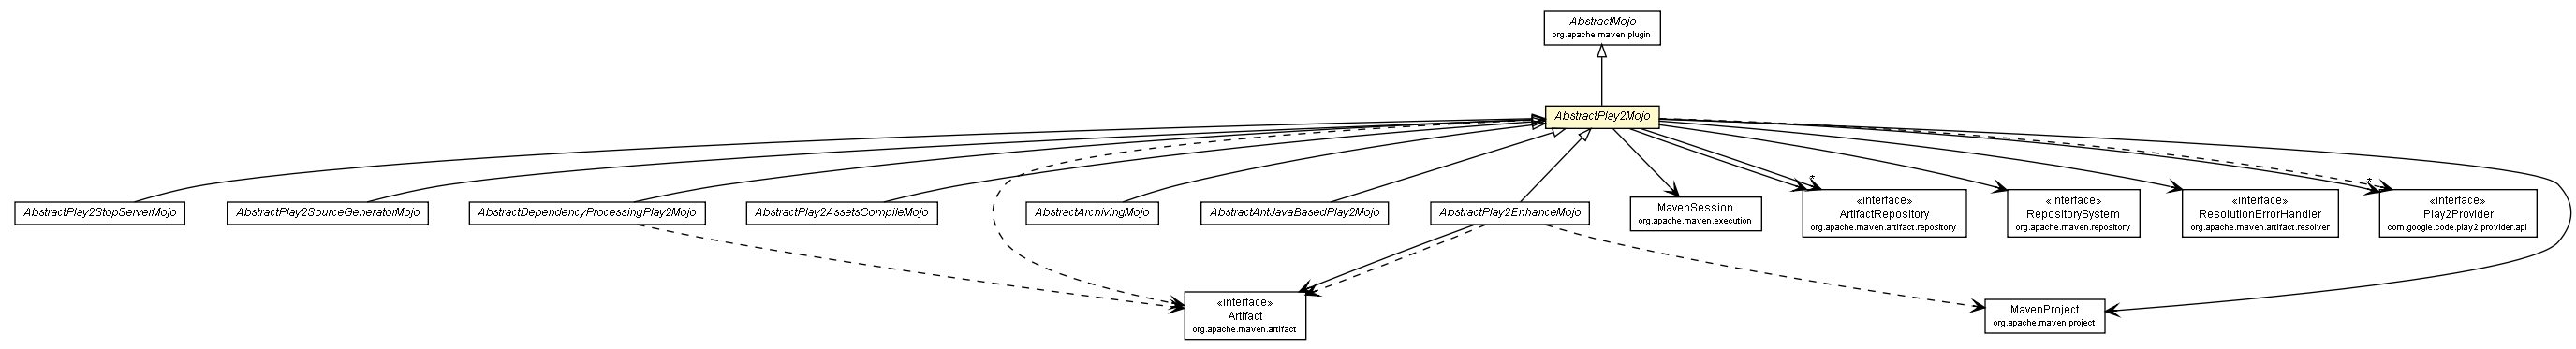 AbstractMojo
org.apache.maven.plugin
AbstractPlay2Mojo
*
*
AbstractPlay2StopServerMojo
AbstractPlay2SourceGeneratorMojo
AbstractDependencyProcessingPlay2Mojo
AbstractPlay2AssetsCompileMojo
AbstractArchivingMojo
AbstractAntJavaBasedPlay2Mojo
AbstractPlay2EnhanceMojo
MavenSession
org.apache.maven.execution
«interface»
ArtifactRepository
org.apache.maven.artifact.repository
«interface»
RepositorySystem
org.apache.maven.repository
«interface»
ResolutionErrorHandler
org.apache.maven.artifact.resolver
«interface»
Play2Provider
com.google.code.play2.provider.api
«interface»
Artifact
org.apache.maven.artifact
MavenProject
org.apache.maven.project